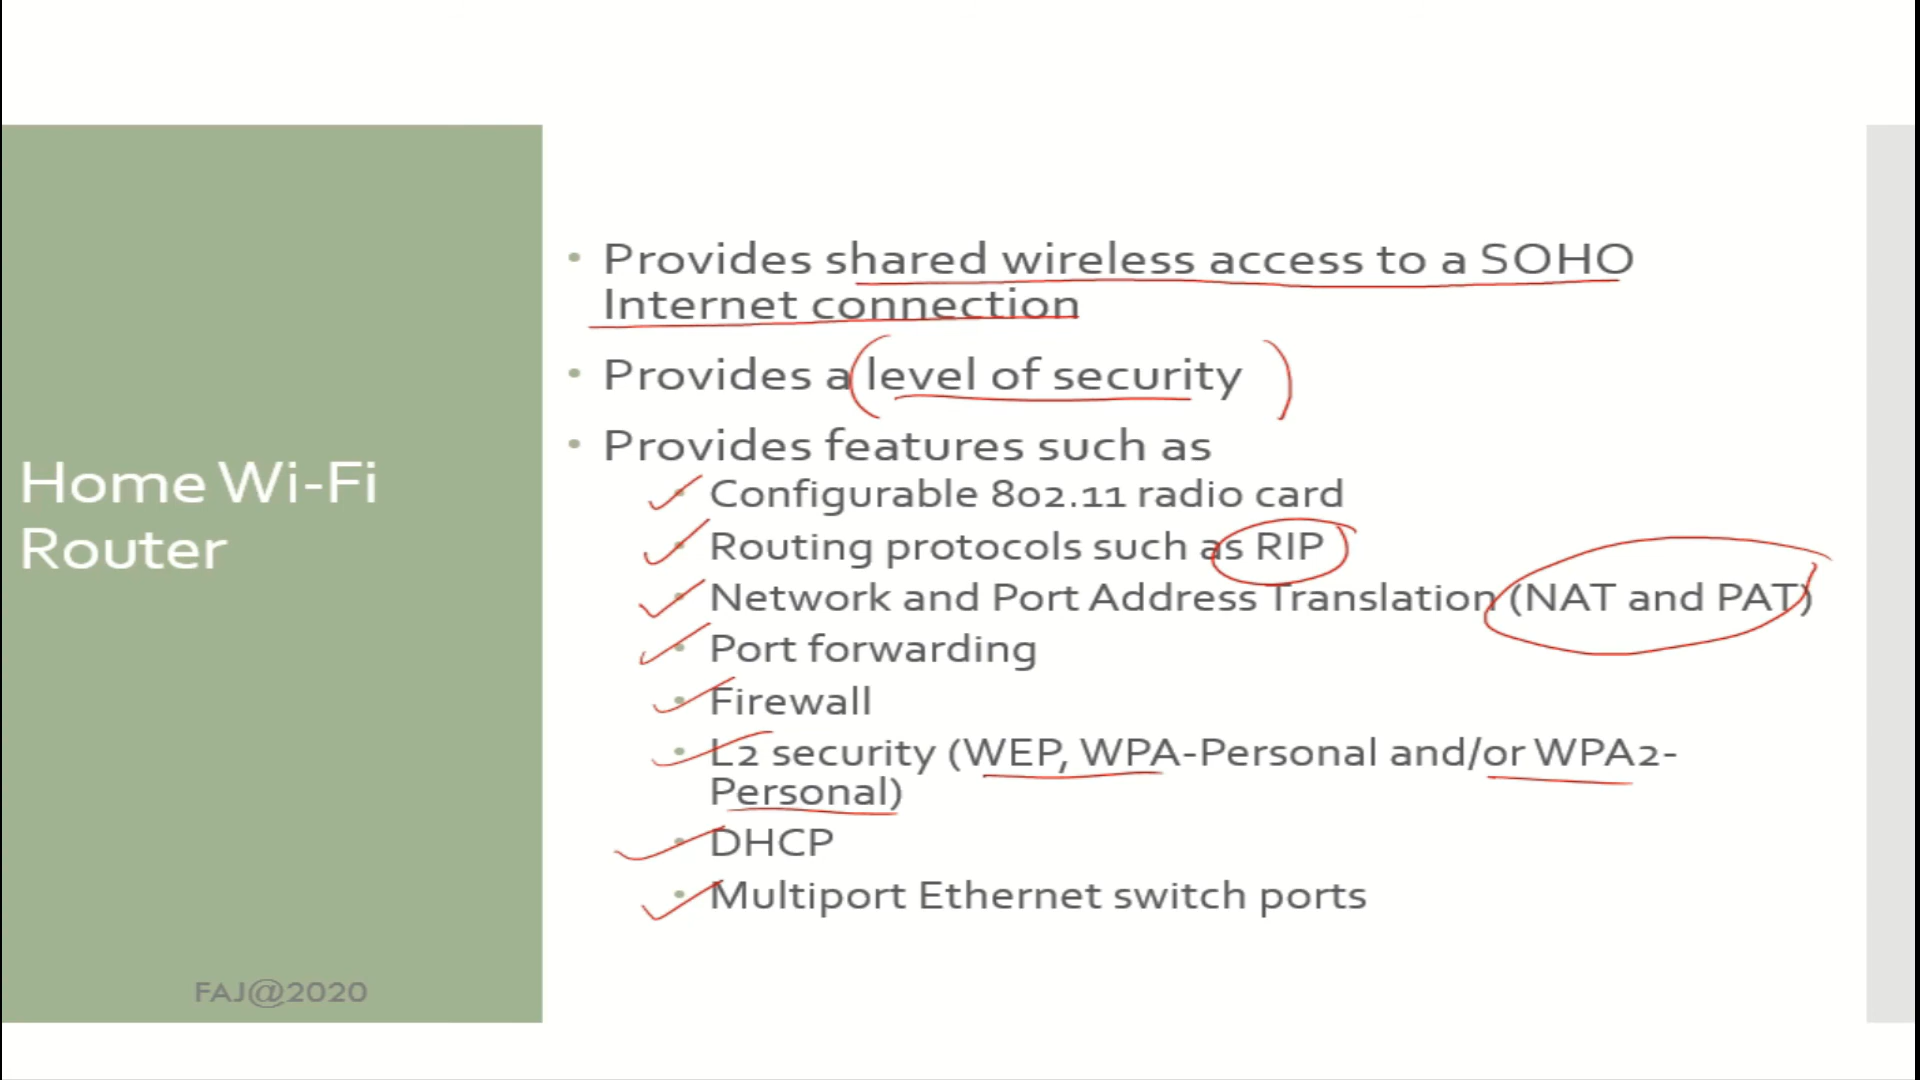 Home Wi-Fi
Router
FAJ@2020
• Provides shared wireless access to a SOHO
Internet connection
• Provides a level of security
• Provides features such as
• Configurable 802.11 radio card
• Routing protocols such as RIP
• Network and Port Address Translation (NAT and PAT)
• Port forwarding
• Firewall
• L2 security (WEP, WPA-Personal and/or WPA2-
Personal)
• DHCP
• Multiport Ethernet switch ports